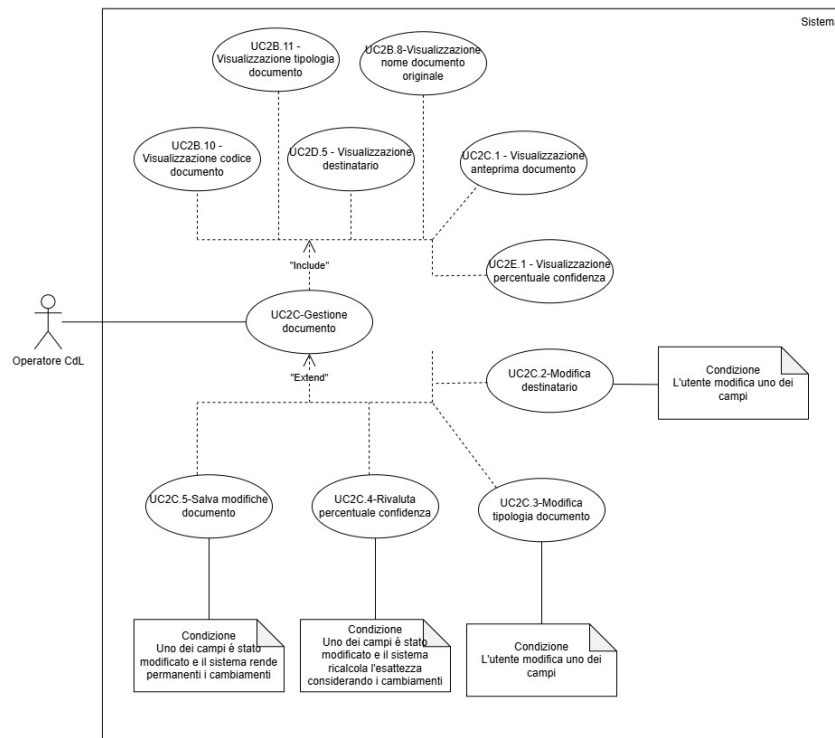 Sistema
UC2B.11 -
Visualizzazione tipologia
documento
UC2B.8-Visualizzazione
nome documento
originale
UC2B.10 -
Visualizzazione codice
documento
UC2D.5 - Visualizzazione
destinatario
UC2C.1 - Visualizzazione
anteprima documento
"Include"
UC2E.1 - Visualizzazione
percentuale confidenza
UC2C-Gestione
documento
Operatore CdL
"Extend"
UC2C.2-Modifica
destinatario
Condizione
L'utente modifica uno dei
campi
UC2C.5-Salva modifiche
documento
UC2C.4-Rivaluta
percentuale confidenza
UC2C.3-Modifica
tipologia documento
Condizione
Uno dei campi é stato
modificato e il sistema rende
permanenti i cambiamenti
Condizione
Uno dei campi é stato
modificato e il sistema
ricalcola l'esattezza
considerando i cambiamenti
Condizione
L'utente modifica uno dei
campi